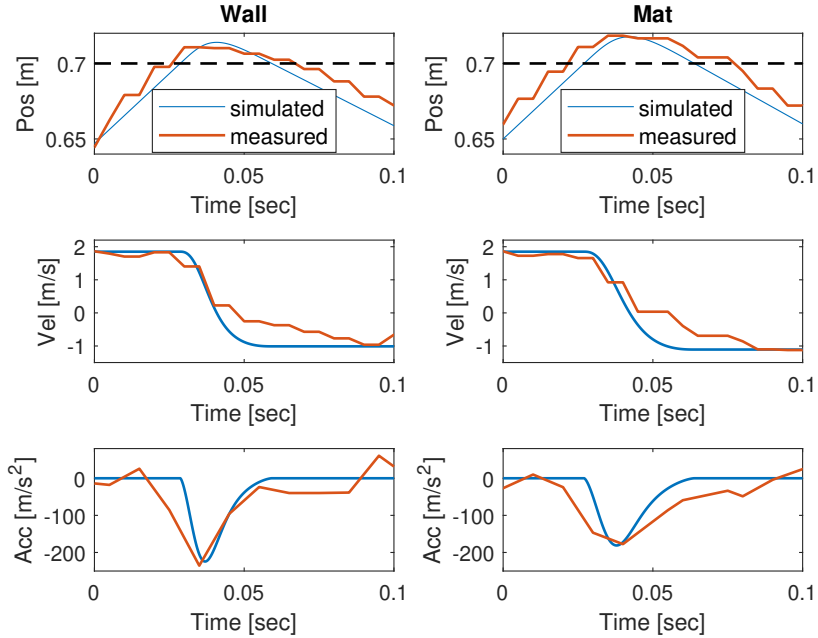 Wall
Mat
Pos [m]
0.7
0.65
simulated
measured
0
0.05
0.1
Time [sec]
Pos [m]
0.7
0.65
simulated
measured
0
0.05
0.1
Time [sec]
Vel [m/s]
2
1
0
-1
0
0.05
0.1
Time [sec]
Vel [m/s]
2
1
0
-1
0
0.05
0.1
Time [sec]
Acc [m/s²]
0
-100
-200
0
0.05
0.1
Time [sec]
Acc [m/s²]
0
-100
-200
0
0.05
0.1
Time [sec]